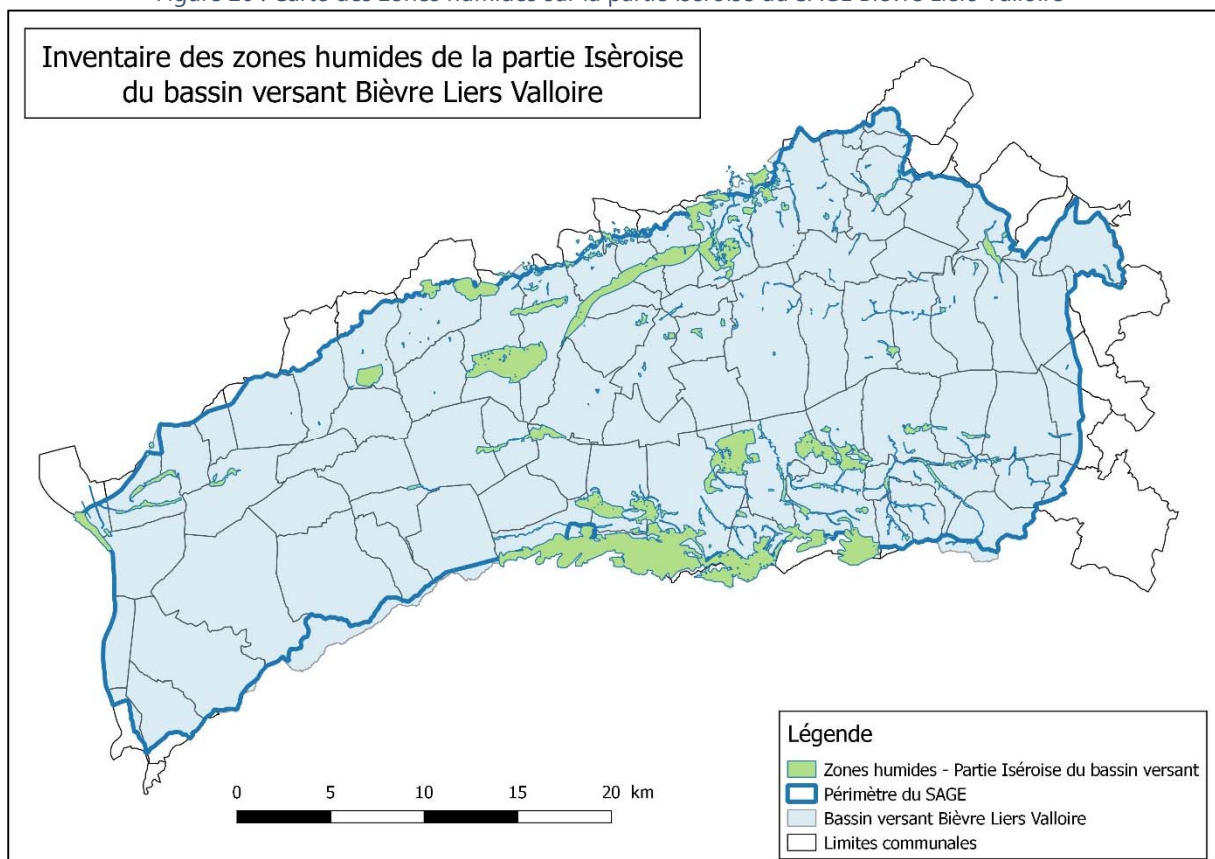 Inventaire des zones humides de la partie Isèroise
du bassin versant Bièvre Liers Valloire
0 5 10 15 20 km
Légende
Zones humides - Partie Iséroise du bassin versant
Périmètre du SAGE
Bassin versant Bièvre Liers Valloire
Limites communales